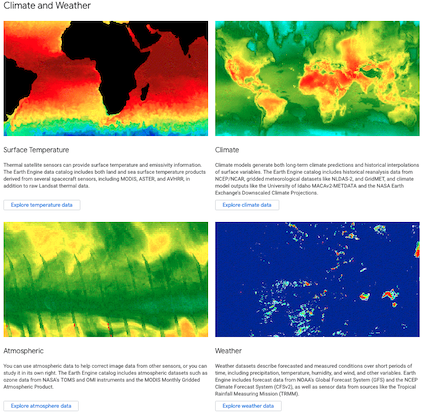 Climate and Weather
Surface Temperature
Thermal satellite sensors can provide surface temperature and emissivity information.
The Earth Engine data catalog includes both land and sea surface temperature products
derived from several spacecraft sensors, including MODIS, ASTER, and AVHRR, in
addition to raw Landsat thermal data.
Explore temperature data
Climate
Climate models generate both long-term climate predictions and historical interpolations
of surface variables. The Earth Engine catalog includes historical reanalysis data from
NCEP/NCAR, gridded meteorological datasets like NLDAS-2, and GridMET, and climate
model outputs like the University of Idaho MACAv2-METDATA and the NASA Earth
Exchange's Downscaled Climate Projections.
Explore climate data
Atmospheric
You can use atmospheric data to help correct image data from other sensors, or you can
study it in its own right. The Earth Engine catalog includes atmospheric datasets such as
ozone data from NASA's TOMS and OMI instruments and the MODIS Monthly Gridded
Atmospheric Product.
Explore atmospheric data
Weather
Weather datasets describe forecasted and measured conditions over short periods of
time, including precipitation, temperature, humidity, and wind, and other variables. Earth
Engine includes forecast data from NOAA's Global Forecast System (GFS) and the NCEP
Climate Forecast System (CFSv2), as well as sensor data from sources like the Tropical
Rainfall Measuring Mission (TRMM).
Explore weather data